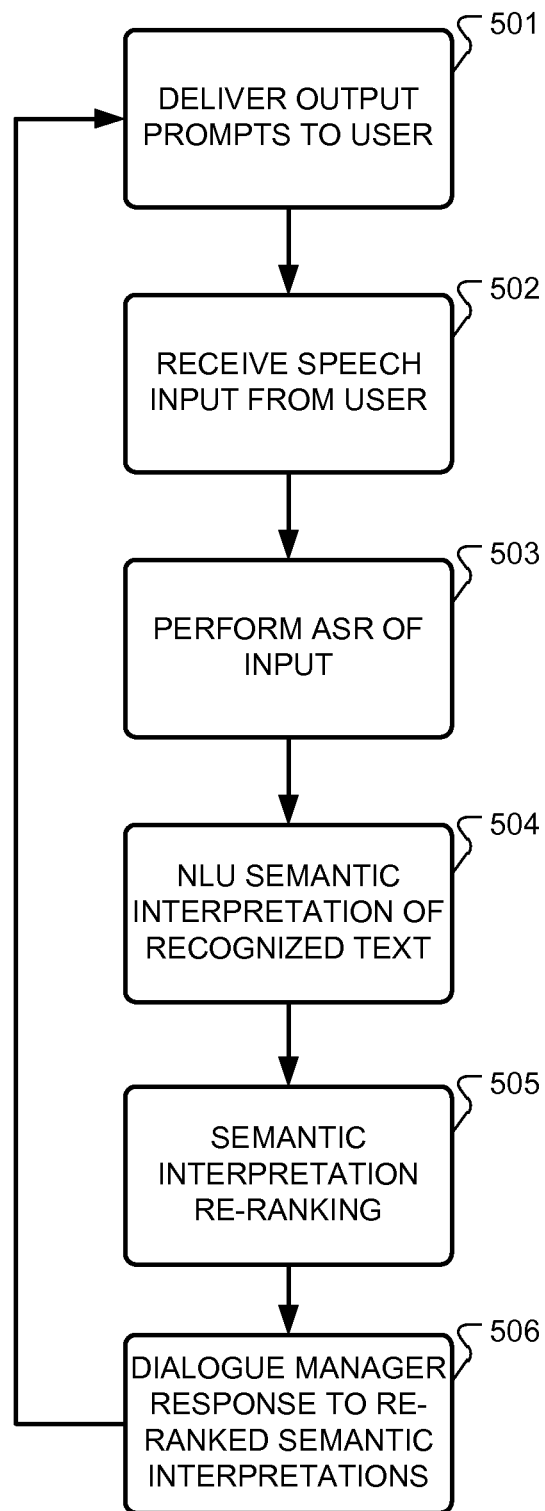 501
DELIVER OUTPUT
PROMPTS TO USER
502
RECEIVE SPEECH
INPUT FROM USER
503
PERFORM ASR OF
INPUT
504
NLU SEMANTIC
INTERPRETATION OF
RECOGNIZED TEXT
505
SEMANTIC
INTERPRETATION
RE-RANKING
506
DIALOGUE MANAGER
RESPONSE TO RE-
RANKED SEMANTIC
INTERPRETATIONS